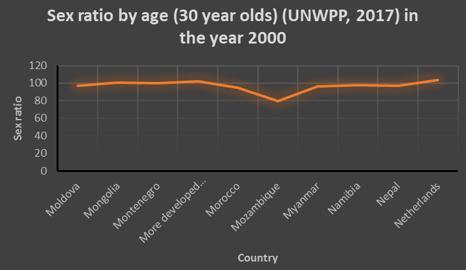 Sex ratio by age (30 year olds) (UNWPP, 2017) in
the year 2000
120
100
80
60
40
20
0
Sex ratio
Moldova
Mongolia
Montenegro
More developed...
Morocco
Mozambique
Myanmar
Namibia
Nepal
Netherlands
Country